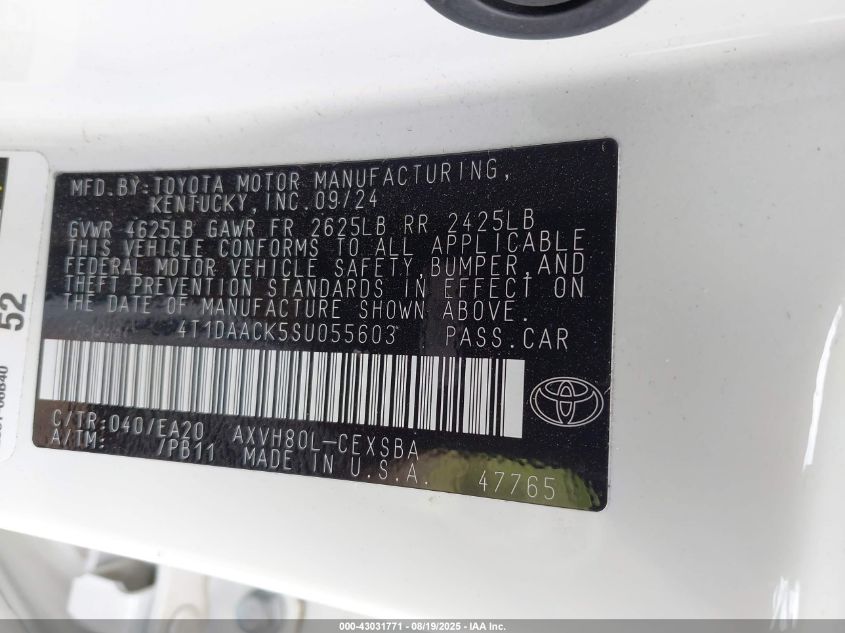 MFD. BY: TOYOTA MOTOR MANUFACTURING,
KENTUCKY, INC. 09/24
GVWR 4625LB GAWR FR 2625LB RR 2425LB
THIS VEHICLE CONFORMS TO ALL APPLICABLE
FEDERAL MOTOR VEHICLE SAFETY, BUMPER, AND
THEFT PREVENTION STANDARDS IN EFFECT ON
THE DATE OF MANUFACTURE SHOWN ABOVE.
4T1DAACK5SU055603 PASS.CAR
C/TR: 040/EA20 AXVH80L-CEXSBA
A/TM: /PB11 MADE IN U.S.A. 47765
52
000-43031771 - 08/19/2025 - IAA Inc.